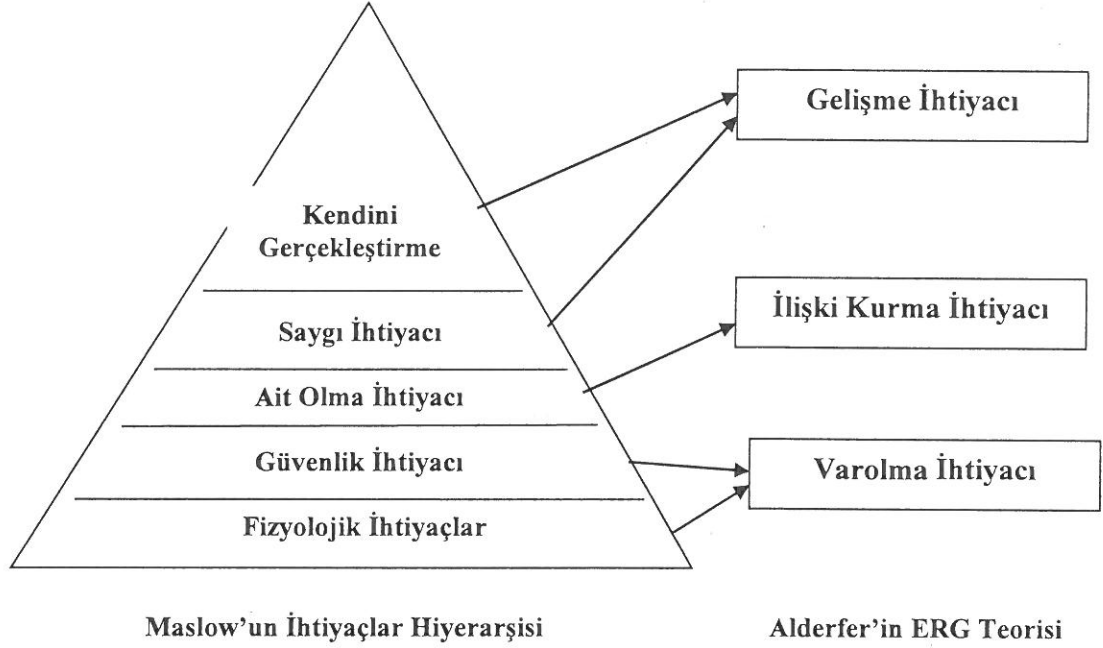 Kendini
Gerçekleştirme
Saygı İhtiyacı
Ait Olma İhtiyacı
Güvenlik İhtiyacı
Fizyolojik İhtiyaçlar
Gelişme İhtiyacı
İlişki Kurma İhtiyacı
Varolma İhtiyacı
Maslow’un İhtiyaçlar Hiyerarşisi
Alderfer’in ERG Teorisi